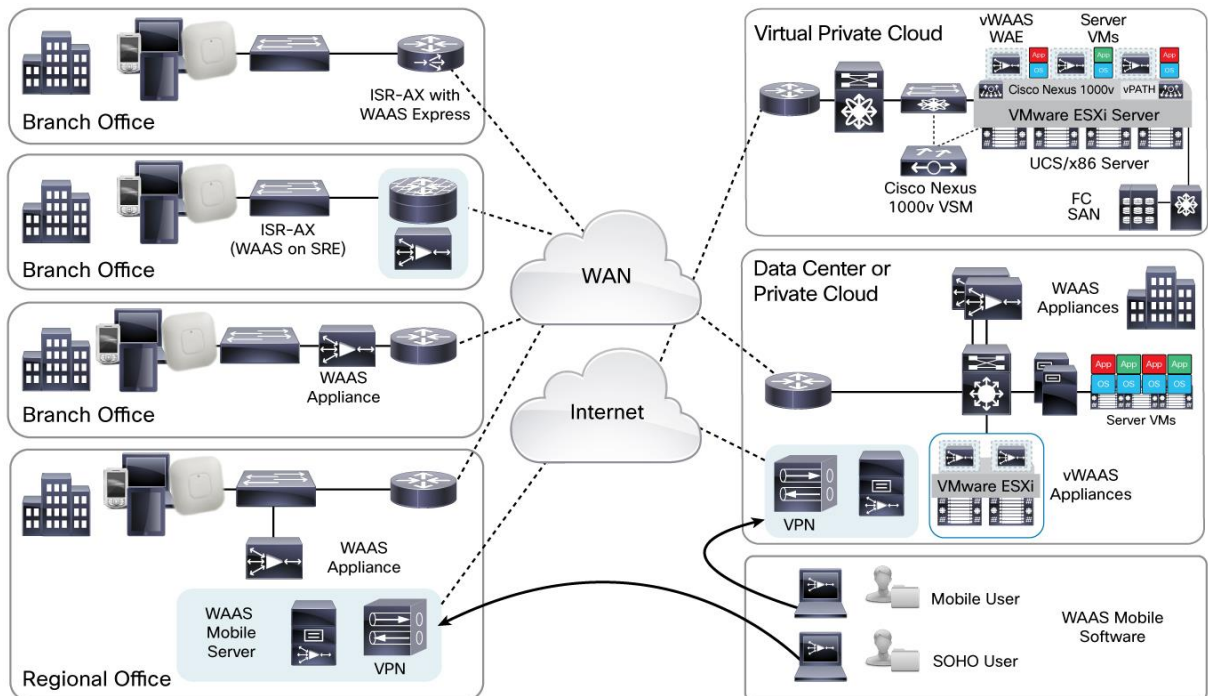 ISR-AX with
WAAS Express
Branch Office
ISR-AX
(WAAS on SRE)
Branch Office
WAAS
Appliance
Branch Office
WAAS
Appliance
WAAS
Mobile
Server
VPN
Regional Office
WAN
Internet
Virtual Private Cloud
vWAAS
WAE
Server
VMs
App
OS
App
OS
App
OS
Cisco Nexus 1000v
vPATH
VMware ESXi Server
UCS/x86 Server
Cisco Nexus
1000v VSM
FC
SAN
Data Center or
Private Cloud
WAAS
Appliances
App App App App
OS OS OS OS
Server VMs
VPN
VMware ESXi
vWAAS
Appliances
Mobile User
SOHO User
WAAS Mobile
Software